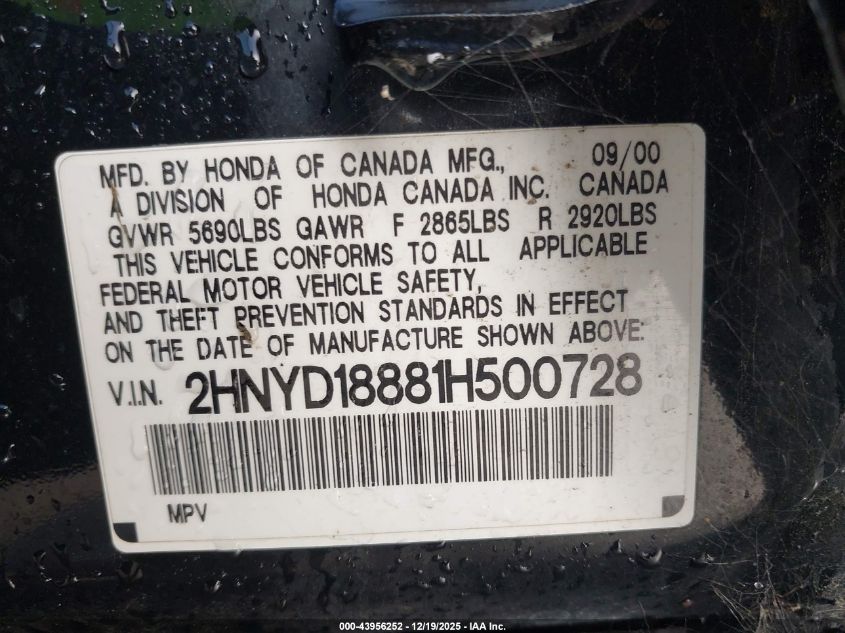 MFD. BY HONDA OF CANADA MFG., 09/00
A DIVISION OF HONDA CANADA INC. CANADA
GVWR 5690LBS GAWR F 2865LBS R 2920LBS
THIS VEHICLE CONFORMS TO ALL APPLICABLE
FEDERAL MOTOR VEHICLE SAFETY,
AND THEFT PREVENTION STANDARDS IN EFFECT
ON THE DATE OF MANUFACTURE SHOWN ABOVE:
V.I.N. 2HNYD18881H500728
MPV
000-43956252 - 12/19/2025 - IAA Inc.